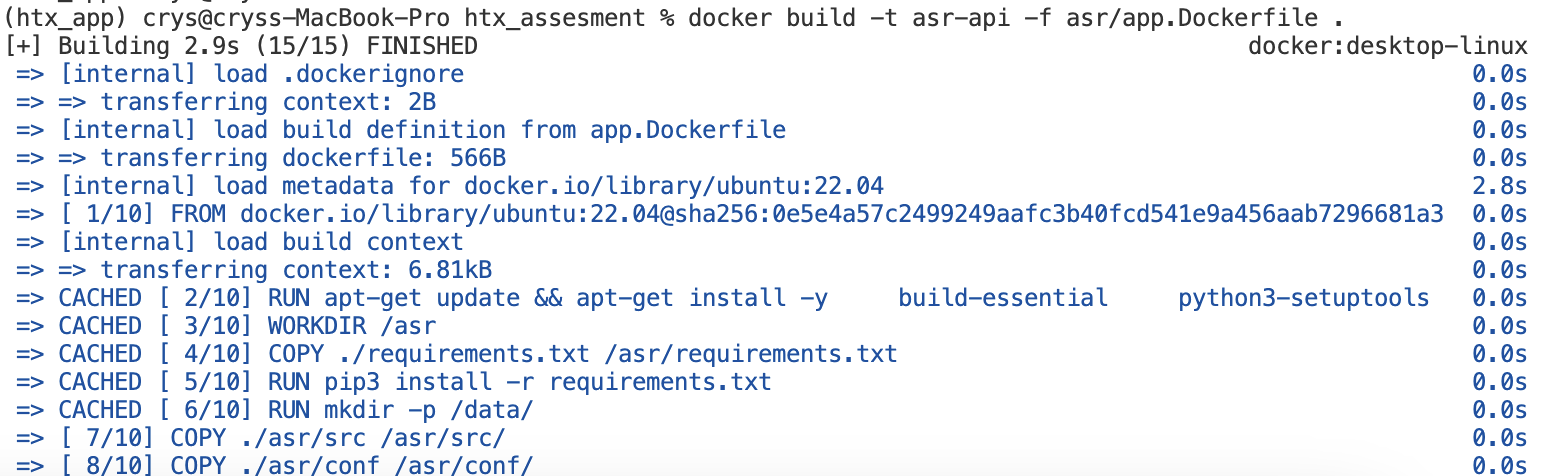 (htx_app) crys@cryss-MacBook-Pro htx_assesment % docker build -t asr-api -f asr/app.Dockerfile .
[+] Building 2.9s (15/15) FINISHED docker:desktop-linux
=> [internal] load .dockerignore 0.0s
=> => transferring context: 2B 0.0s
=> [internal] load build definition from app.Dockerfile 0.0s
=> => transferring dockerfile: 566B 0.0s
=> [internal] load metadata for docker.io/library/ubuntu:22.04 2.8s
=> [ 1/10] FROM docker.io/library/ubuntu:22.04@sha256:0e5e4a57c2499249aafc3b40fcd541e9a456aab7296681a3 0.0s
=> [internal] load build context 0.0s
=> => transferring context: 6.81kB 0.0s
=> CACHED [ 2/10] RUN apt-get update && apt-get install -y build-essential python3-setuptools 0.0s
=> CACHED [ 3/10] WORKDIR /asr 0.0s
=> CACHED [ 4/10] COPY ./requirements.txt /asr/requirements.txt 0.0s
=> CACHED [ 5/10] RUN pip3 install -r requirements.txt 0.0s
=> CACHED [ 6/10] RUN mkdir -p /data/ 0.0s
=> [ 7/10] COPY ./asr/src /asr/src/ 0.0s
=> [ 8/10] COPY ./asr/conf /asr/conf/ 0.0s